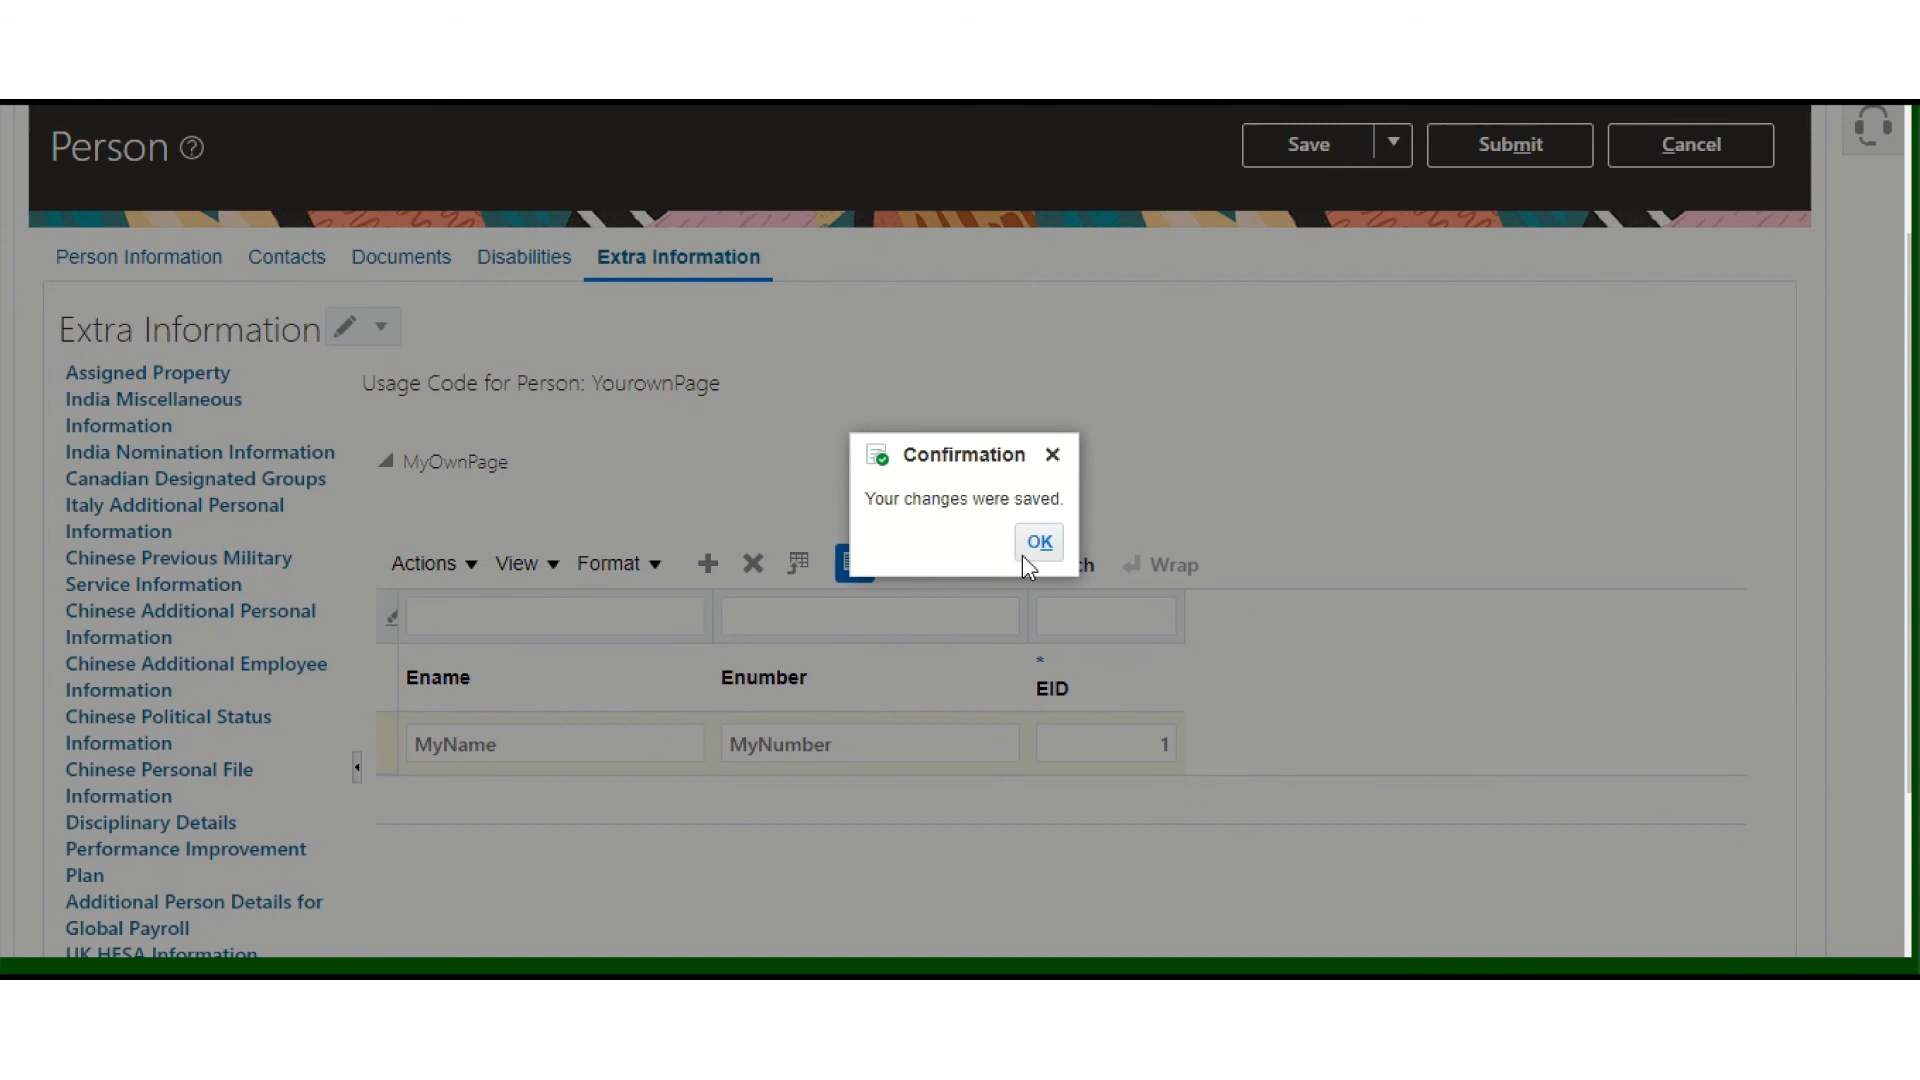 Person
Save
Submit
Cancel
Person Information
Contacts
Documents
Disabilities
Extra Information
Extra Information
Assigned Property
India Miscellaneous
Information
India Nomination Information
Canadian Designated Groups
Italy Additional Personal
Information
Chinese Previous Military
Service Information
Chinese Additional Personal
Information
Chinese Additional Employee
Information
Chinese Political Status
Information
Chinese Personal File
Information
Disciplinary Details
Performance Improvement
Plan
Additional Person Details for
Global Payroll
UK HESA Information
Usage Code for Person: YourownPage
MyOwnPage
Confirmation
Your changes were saved.
OK
Actions
View
Format
Wrap
Ename
Enumber
*
EID
MyName
MyNumber
1